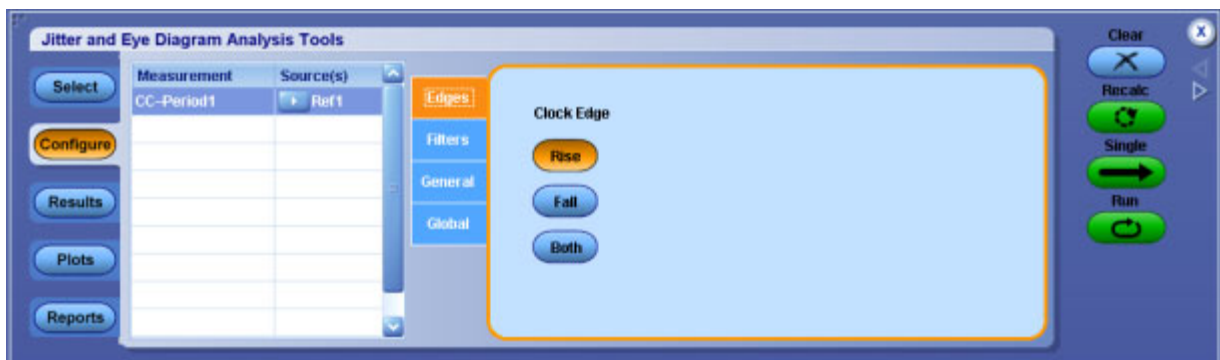 Jitter and Eye Diagram Analysis Tools
Select
Configure
Results
Plots
Reports
Measurement Source(s)
CC-Period1 Ref1
Edges
Filters
General
Global
Clock Edge
Rise
Fall
Both
Clear
X
Recalc
Single
Run